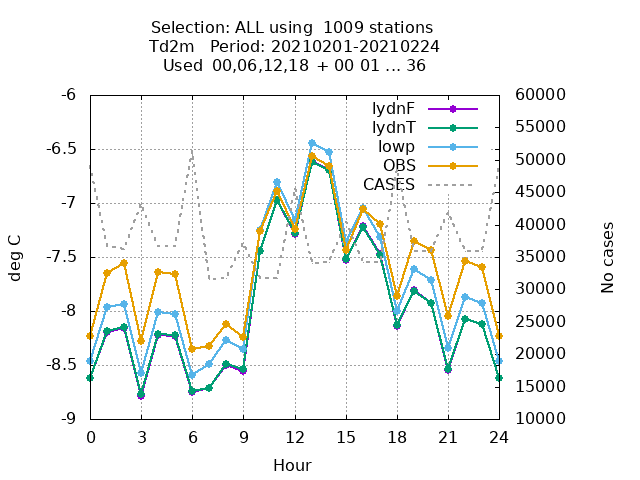 Selection: ALL using  1009 stations
Td2m   Period: 20210201-20210224
Used  00,06,12,18 + 00 01 ... 36
lydnF
lydnT
lowp
OBS
CASES
deg C
-6
-6.5
-7
-7.5
-8
-8.5
-9
60000
55000
50000
45000
40000
35000
30000
25000
20000
15000
10000
No cases
0 3 6 9 12 15 18 21 24
Hour